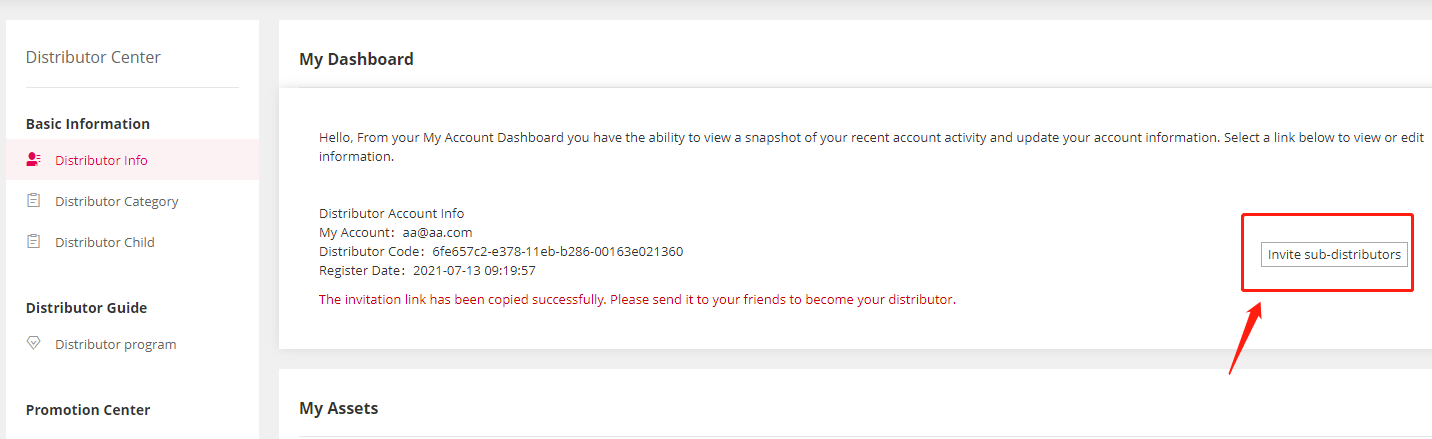 Distributor Center
Basic Information
Distributor Info
Distributor Category
Distributor Child
Distributor Guide
Distributor program
Promotion Center
My Dashboard
Hello, From your My Account Dashboard you have the ability to view a snapshot of your recent account activity and update your account information. Select a link below to view or edit
information.
Distributor Account Info
My Account：aa@aa.com
Distributor Code：6fe657c2-e378-11eb-b286-00163e021360
Register Date：2021-07-13 09:19:57
The invitation link has been copied successfully. Please send it to your friends to become your distributor.
Invite sub-distributors
My Assets